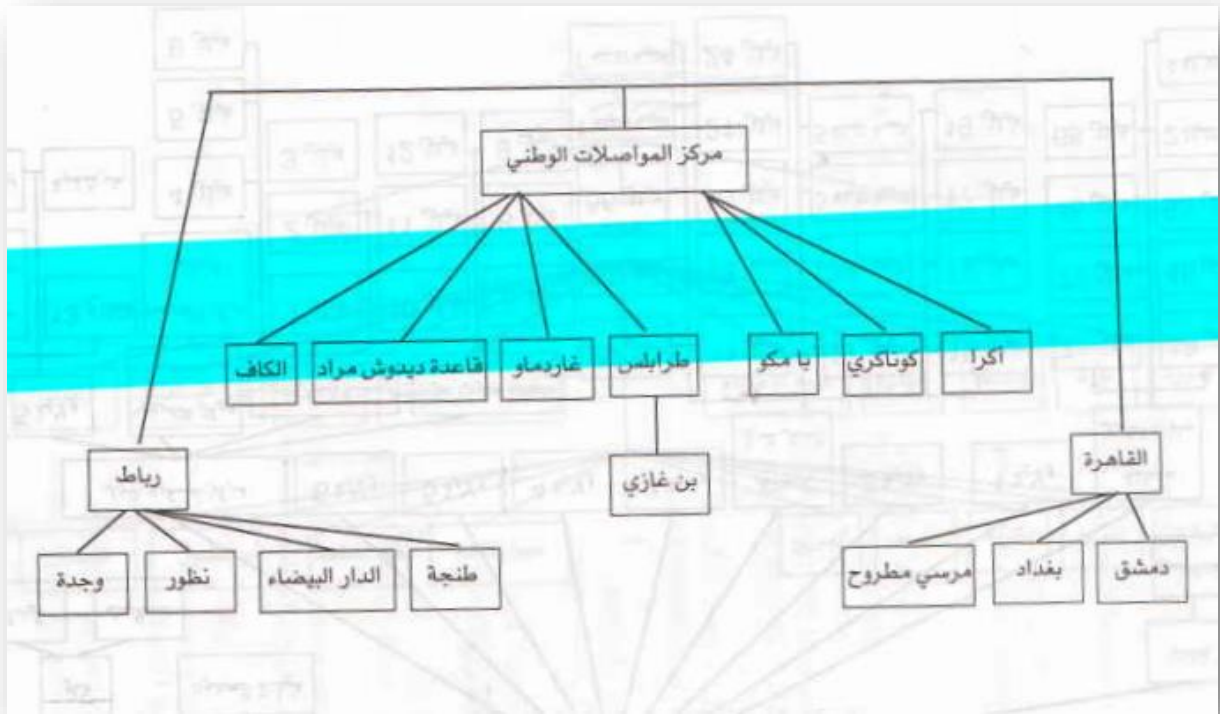 مركز المواصلات الوطني
أكرا
كوناكري
با مكو
طرابلس
غاردماو
قاعدة ديدوش مراد
الكاف
القاهرة
بن غازي
رباط
دمشق
بغداد
مرسي مطروح
طنجة
الدار البيضاء
نظور
وجدة